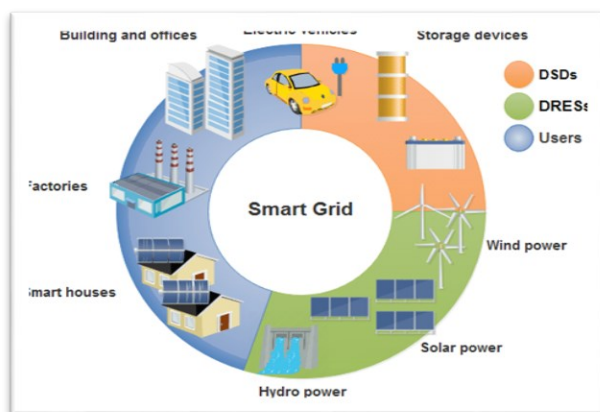 Building and offices
Electric vehicles
Storage devices
DSDs
DRESs
Users
Factories
Smart Grid
Wind power
Smart houses
Solar power
Hydro power